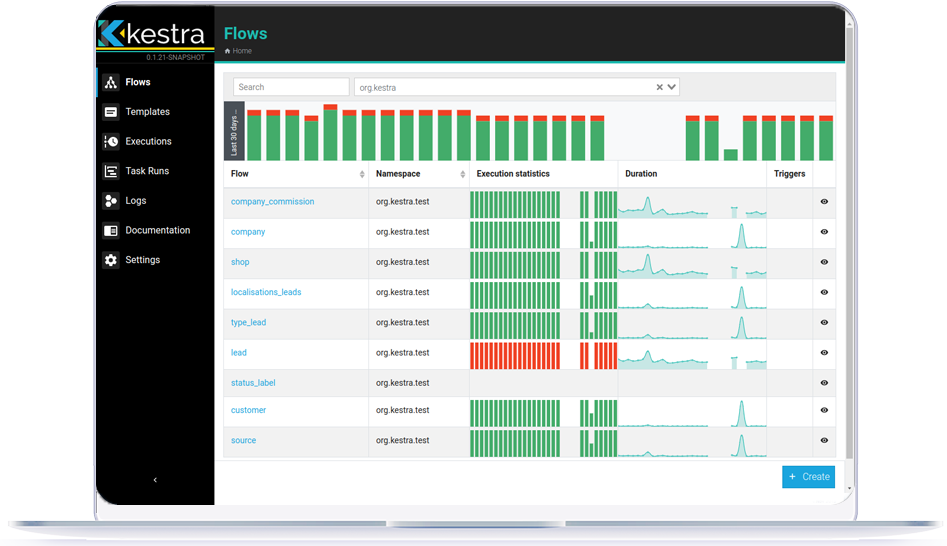 kestra
0.1.21-SNAPSHOT
Flows
Templates
Executions
Task Runs
Logs
Documentation
Settings
Flows
Home
Search
org.kestra
Last 30 days ...
Flow Namespace Execution statistics Duration Triggers
company_commission org.kestra.test
company org.kestra.test
shop org.kestra.test
localisations_leads org.kestra.test
type_lead org.kestra.test
lead org.kestra.test
status_label org.kestra.test
customer org.kestra.test
source org.kestra.test
+ Create